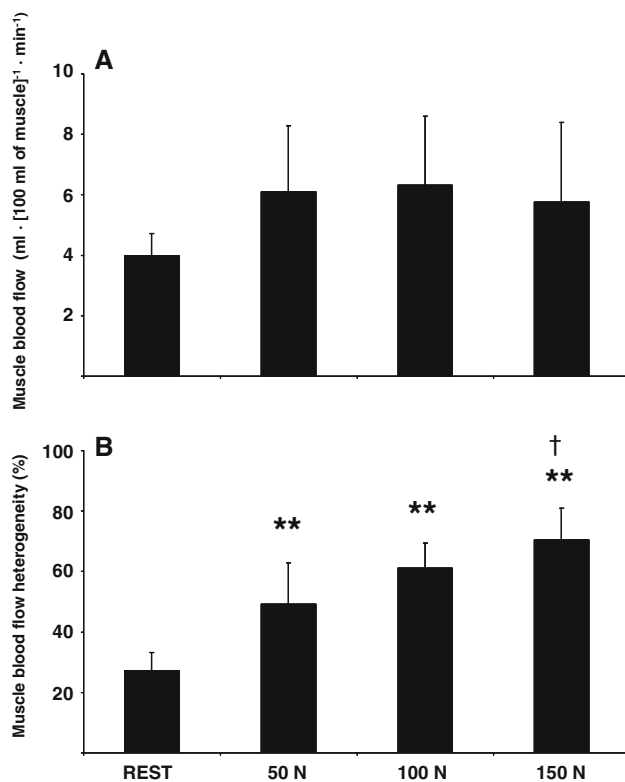 A
Muscle blood flow (ml · [100 ml of muscle]⁻¹ · min⁻¹)
10
8
6
4
2
B
Muscle blood flow heterogeneity (%)
100
80
60
40
20
**
**
†
**
REST 50 N 100 N 150 N